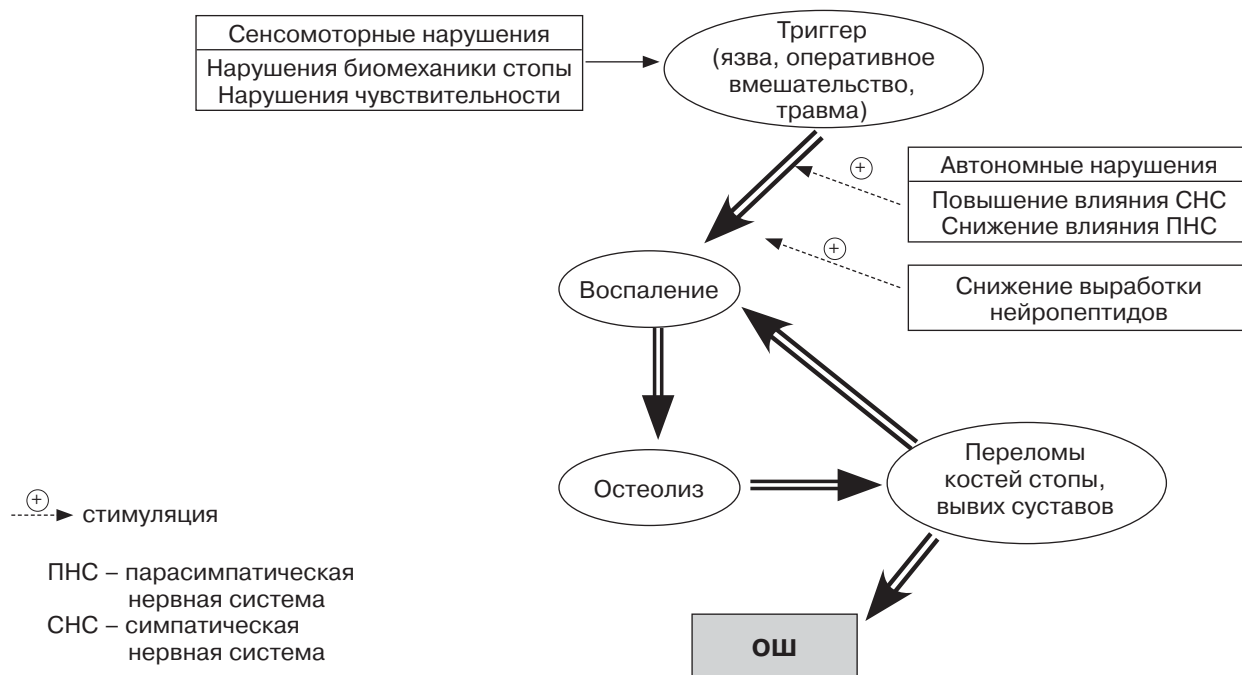 Сенсомоторные нарушения
Нарушения биомеханики стопы
Нарушения чувствительности
Триггер
(язва, оперативное
вмешательство,
травма)
+
Автономные нарушения
Повышение влияния СНС
Снижение влияния ПНС
+
Снижение выработки
нейропептидов
Воспаление
Остеолиз
Переломы
костей стопы,
вывих суставов
+
стимуляция
ПНС – парасимпатическая
нервная система
СНС – симпатическая
нервная система
ОШ